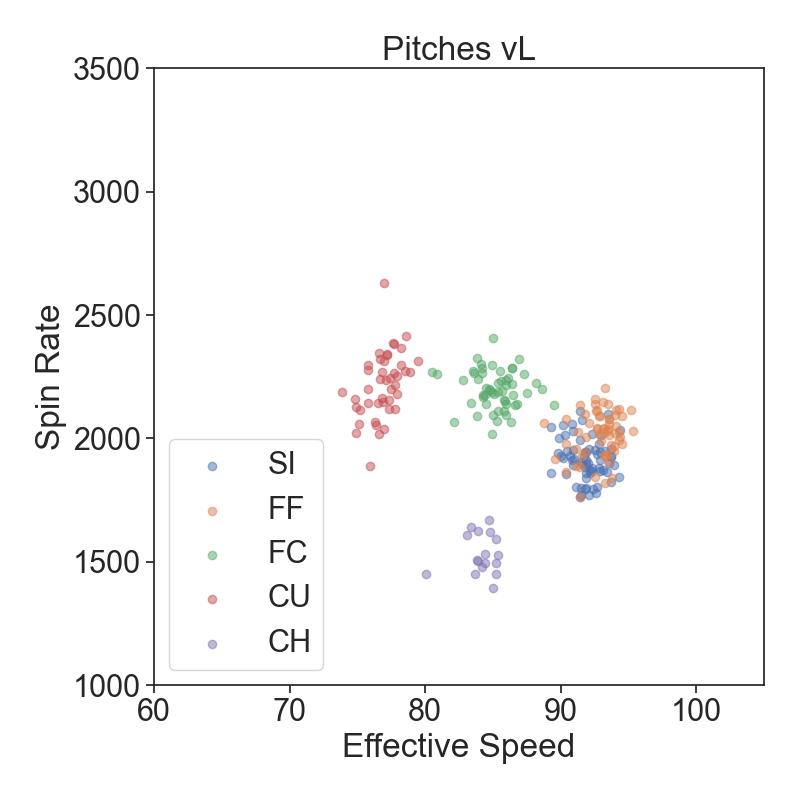 Pitches vL
3500
3000
2500
2000
1500
1000
Spin Rate
SI
FF
FC
CU
CH
60 70 80 90 100
Effective Speed